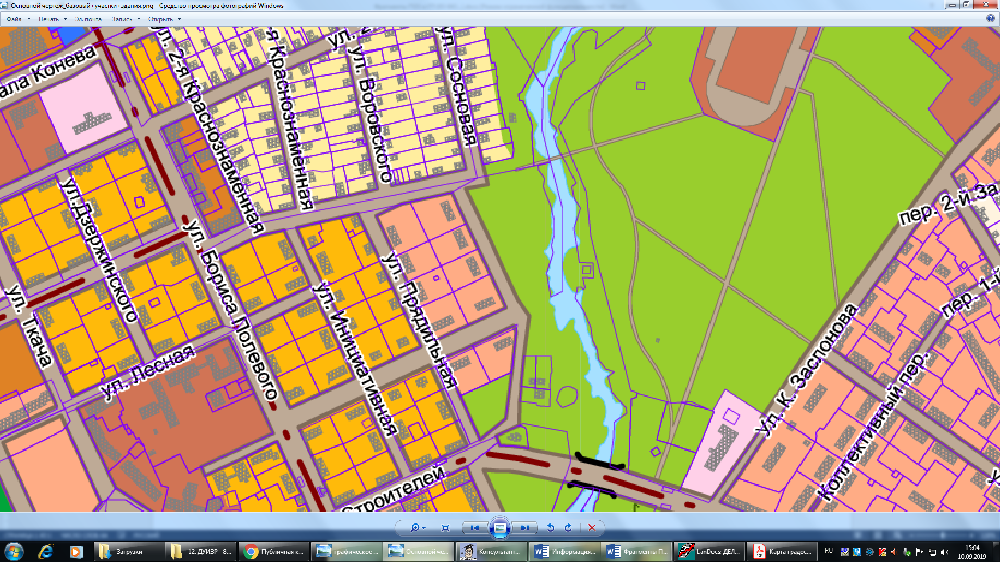 Основной чертеж_базовый+участки+здания.png - Средство просмотра фотографий Windows
Файл Печать Эл. почта Запись Открыть
ала Конева
ул. 2-я Краснознаменная
я Краснознаменная
ул.
ул. Воровского
ул. Сосновая
ул.Дзержинского
ул. Бориса Полевого
ул. Ткача
ул. Лесная
ул. Инициативная
ул. Прядильная
Строителей
ул. К. Заслонова
Коллективный пер.
пер. 2-й За
пер. 1-й
Загрузки
12. ДУИЗР - 8...
Публичная к...
графическое ...
Основной че...
Консультант...
Информация...
Фрагменты П...
LanDocs: ДЕЛ...
Карта градос...
RU
15:04
10.09.2019